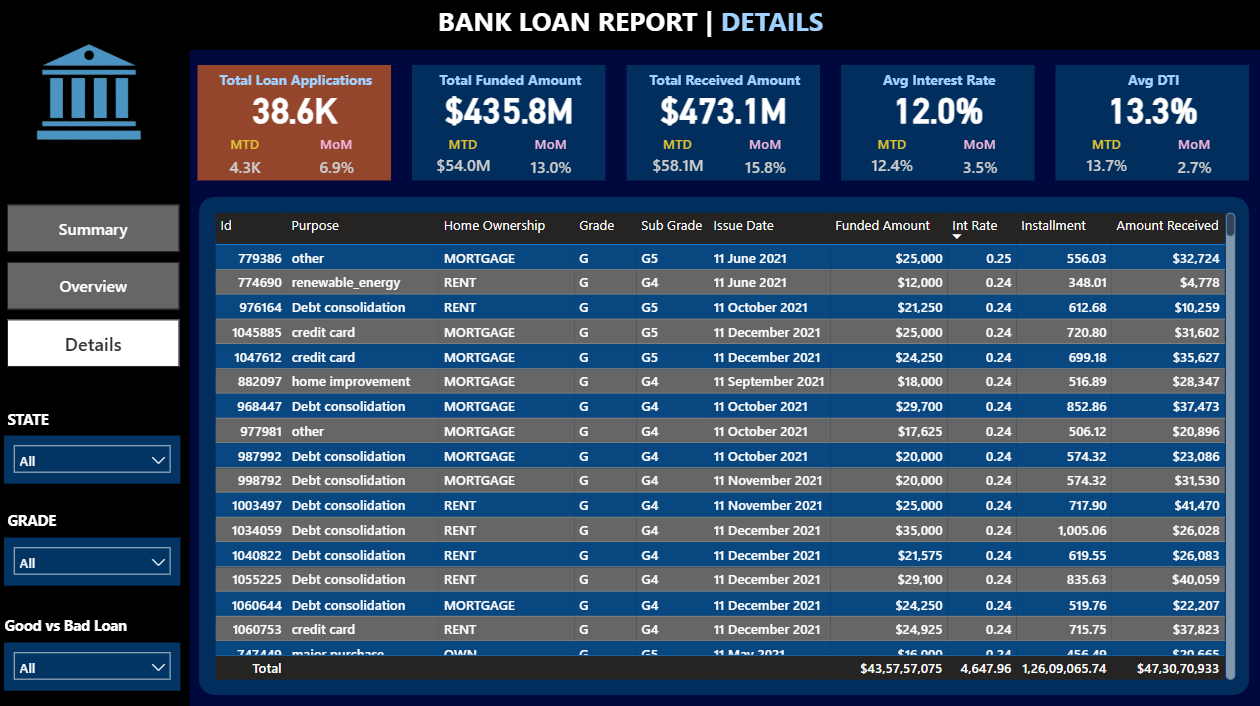 BANK LOAN REPORT | DETAILS
Total Loan Applications
38.6K
MTD MoM
4.3K 6.9%
Total Funded Amount
$435.8M
MTD MoM
$54.0M 13.0%
Total Received Amount
$473.1M
MTD MoM
$58.1M 15.8%
Avg Interest Rate
12.0%
MTD MoM
12.4% 3.5%
Avg DTI
13.3%
MTD MoM
13.7% 2.7%
Summary
Overview
Details
STATE
All
GRADE
All
Good vs Bad Loan
All
Id Purpose Home Ownership Grade Sub Grade Issue Date Funded Amount Int Rate Installment Amount Received
779386 other MORTGAGE G G5 11 June 2021 $25,000 0.25 556.03 $32,724
774690 renewable_energy RENT G G4 11 June 2021 $12,000 0.24 348.01 $4,778
976164 Debt consolidation RENT G G5 11 October 2021 $21,250 0.24 612.68 $10,259
1045885 credit card MORTGAGE G G5 11 December 2021 $25,000 0.24 720.80 $31,602
1047612 credit card MORTGAGE G G5 11 December 2021 $24,250 0.24 699.18 $35,627
882097 home improvement MORTGAGE G G4 11 September 2021 $18,000 0.24 516.89 $28,347
968447 Debt consolidation MORTGAGE G G4 11 October 2021 $29,700 0.24 852.86 $37,473
977981 other MORTGAGE G G4 11 October 2021 $17,625 0.24 506.12 $20,896
987992 Debt consolidation MORTGAGE G G4 11 October 2021 $20,000 0.24 574.32 $23,086
998792 Debt consolidation MORTGAGE G G4 11 November 2021 $20,000 0.24 574.32 $31,530
1003497 Debt consolidation RENT G G4 11 November 2021 $25,000 0.24 717.90 $41,470
1034059 Debt consolidation RENT G G4 11 December 2021 $35,000 0.24 1,005.06 $26,028
1040822 Debt consolidation RENT G G4 11 December 2021 $21,575 0.24 619.55 $26,083
1055225 Debt consolidation RENT G G4 11 December 2021 $29,100 0.24 835.63 $40,059
1060644 Debt consolidation MORTGAGE G G4 11 December 2021 $24,250 0.24 519.76 $22,207
1060753 credit card RENT G G4 11 December 2021 $24,925 0.24 715.75 $37,823
major purchase OWN G G5 11 May 2021 $16,000 0.24
Total $43,57,57,075 4,647.96 1,26,09,065.74 $47,30,70,933